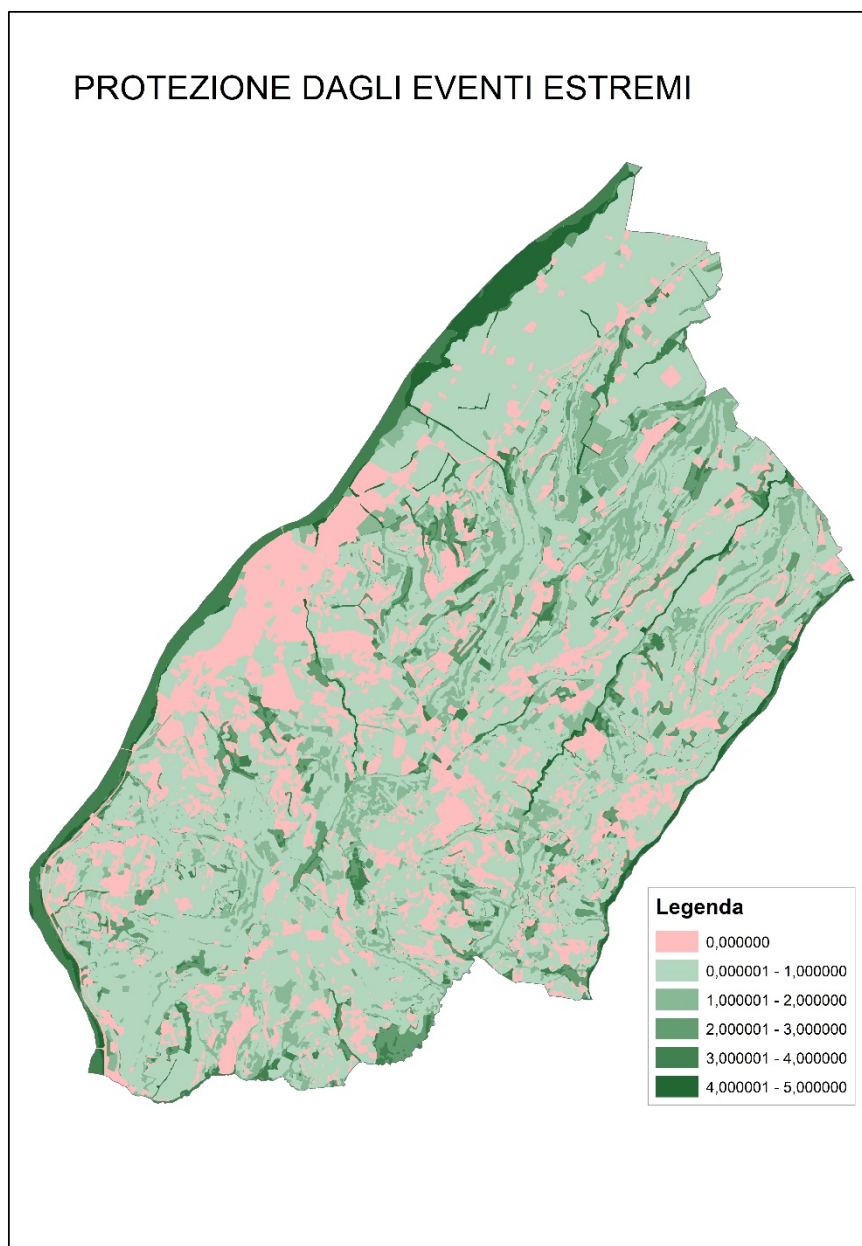 PROTEZIONE DAGLI EVENTI ESTREMI
Legenda
0,000000
0,000001 - 1,000000
1,000001 - 2,000000
2,000001 - 3,000000
3,000001 - 4,000000
4,000001 - 5,000000